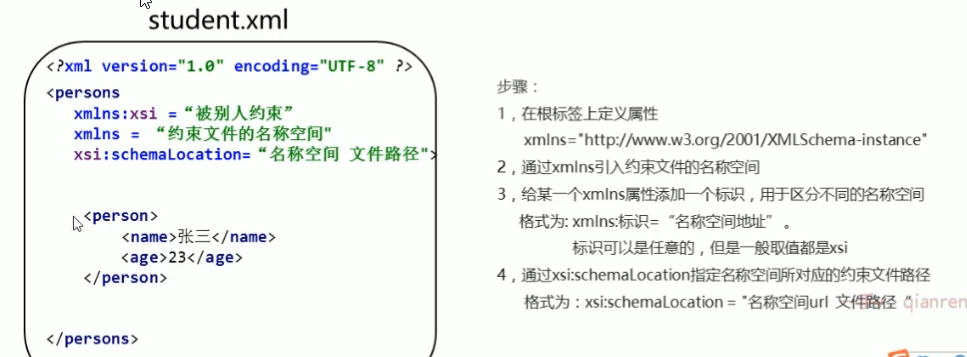 student.xml
<?xml version="1.0" encoding="UTF-8" ?>
<persons
xmlns:xsi =“被别人约束”
xmlns = “约束文件的名称空间"
xsi:schemaLocation=“名称空间 文件路径">
<person>
<name>张三</name>
<age>23</age>
</person>
</persons>
步骤：
1，在根标签上定义属性
xmlns="http://www.w3.org/2001/XMLSchema-instance"
2，通过xmlns引入约束文件的名称空间
3，给某一个xmlns属性添加一个标识，用于区分不同的名称空间
格式为: xmlns:标识=“名称空间地址” 。
标识可以是任意的，但是一般取值都是xsi
4，通过xsi:schemaLocation指定名称空间所对应的约束文件路径
格式为：xsi:schemaLocation = "名称空间url 文件路径“
qianren